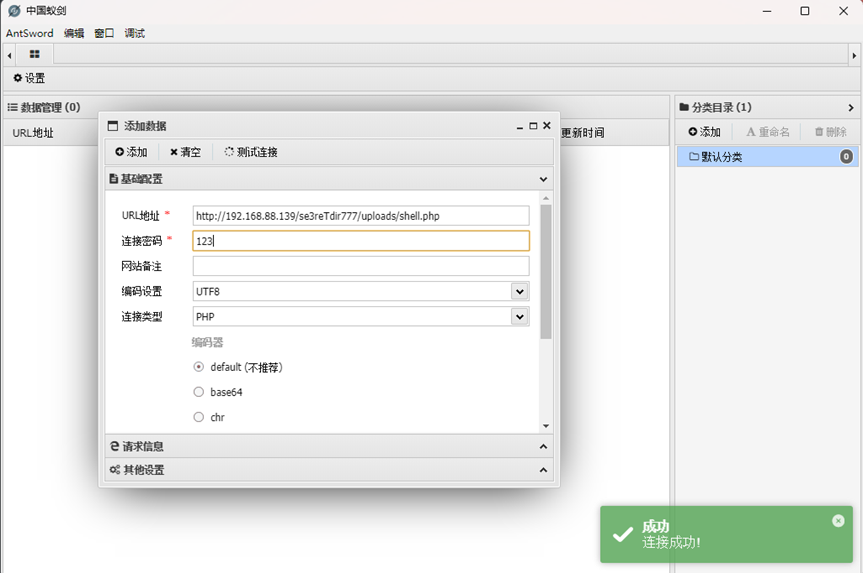 中国蚁剑
AntSword 编辑 窗口 调试
设置
数据管理 (0)
分类目录 (1)
URL地址
更新时间
添加 重命名 删除
默认分类 0
添加数据
添加 清空 测试连接
基础配置
URL地址 * http://192.168.88.139/se3reTdir777/uploads/shell.php
连接密码 * 123
网站备注
编码设置 UTF8
连接类型 PHP
编码器
default (不推荐)
base64
chr
请求信息
其他设置
成功
连接成功!